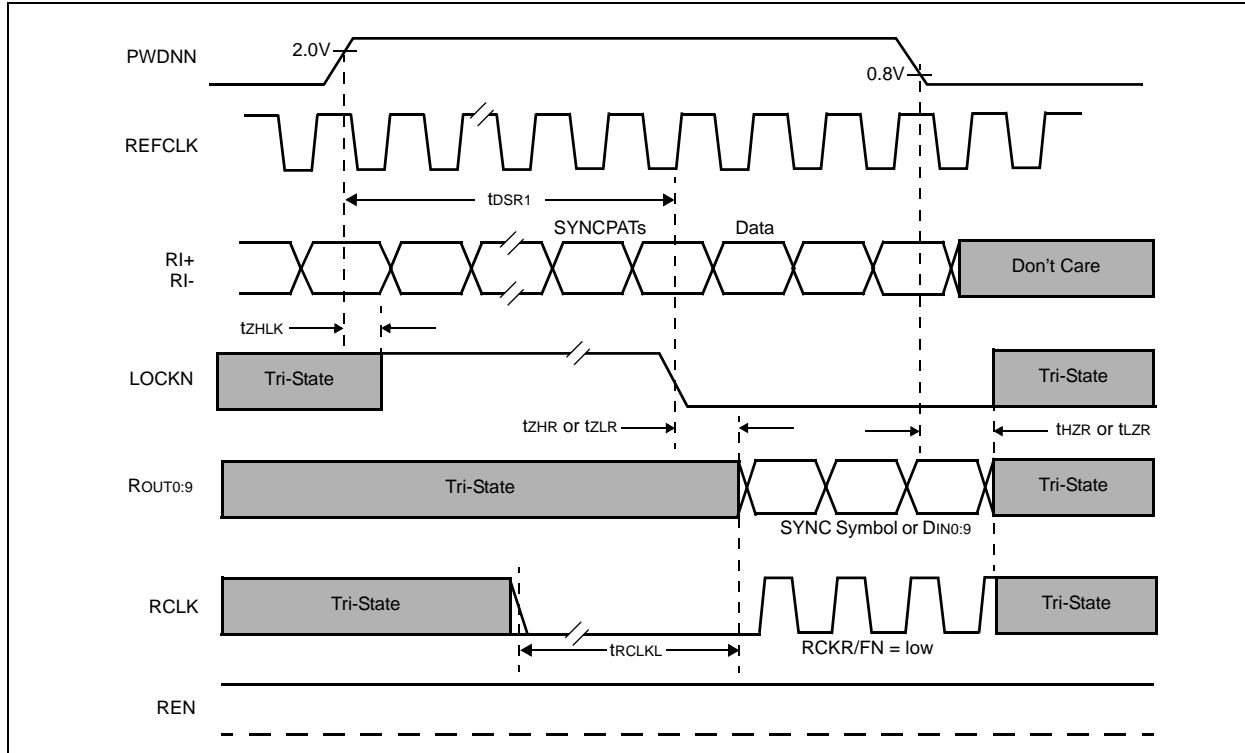 PWDNN
2.0V
0.8V
REFCLK
tDSR1
SYNCPATs
Data
RI+
RI-
Don't Care
tZHLK
LOCKN
Tri-State
Tri-State
tZHR or tZLR
tHZR or tLZR
ROUT0:9
Tri-State
Tri-State
SYNC Symbol or DIN0:9
RCLK
Tri-State
Tri-State
tRCLKL
RCKR/FN = low
REN